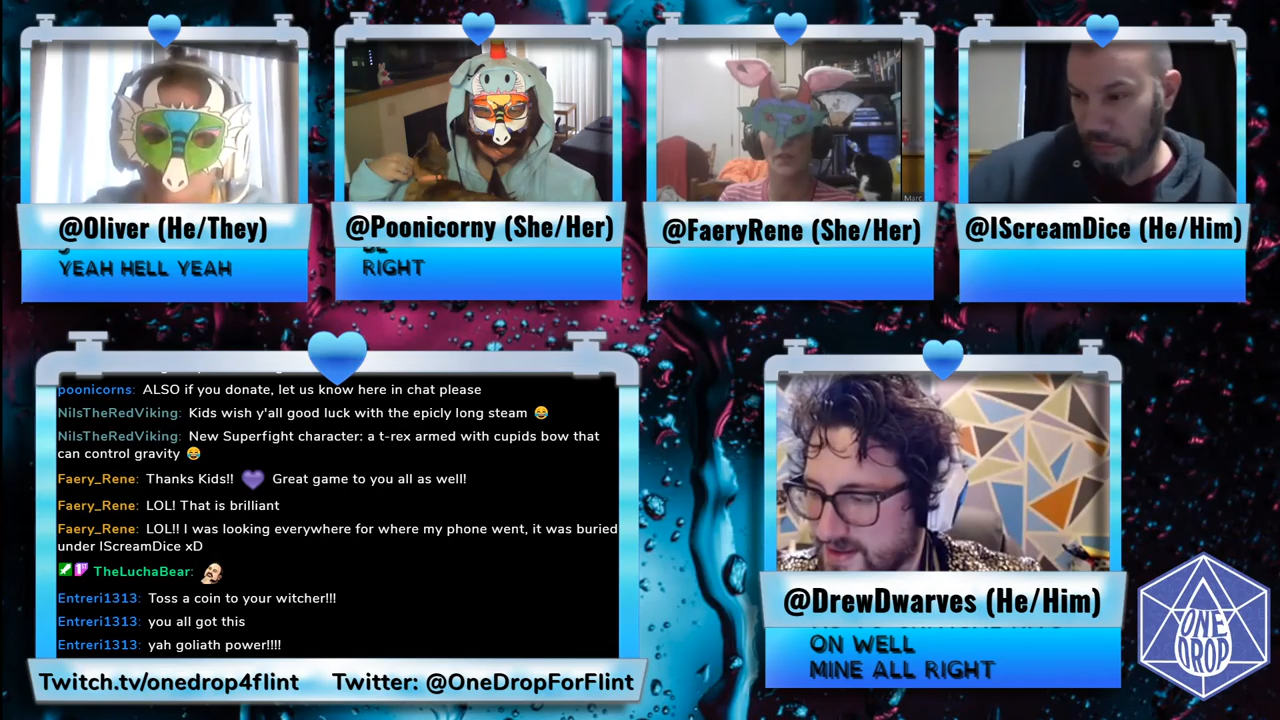 @Oliver (He/They)
@Poonicorny (She/Her)
@FaeryRene (She/Her)
@IScreamDice (He/Him)
Marc
YEAH HELL YEAH
RIGHT
poonicorns: ALSO if you donate, let us know here in chat please
NilsTheRedViking: Kids wish y'all good luck with the epicly long steam 😂
NilsTheRedViking: New Superfight character: a t-rex armed with cupids bow that
can control gravity 😂
Faery_Rene: Thanks Kids!! 💜 Great game to you all as well!
Faery_Rene: LOL! That is brilliant
Faery_Rene: LOL!! I was looking everywhere for where my phone went, it was buried
under IScreamDice xD
TheLuchaBear:
Entreri1313: Toss a coin to your witcher!!!
Entreri1313: you all got this
Entreri1313: yah goliath power!!!!
Twitch.tv/onedrop4flint Twitter: @OneDropForFlint
@DrewDwarves (He/Him)
ON WELL
MINE ALL RIGHT
ONE
DROP